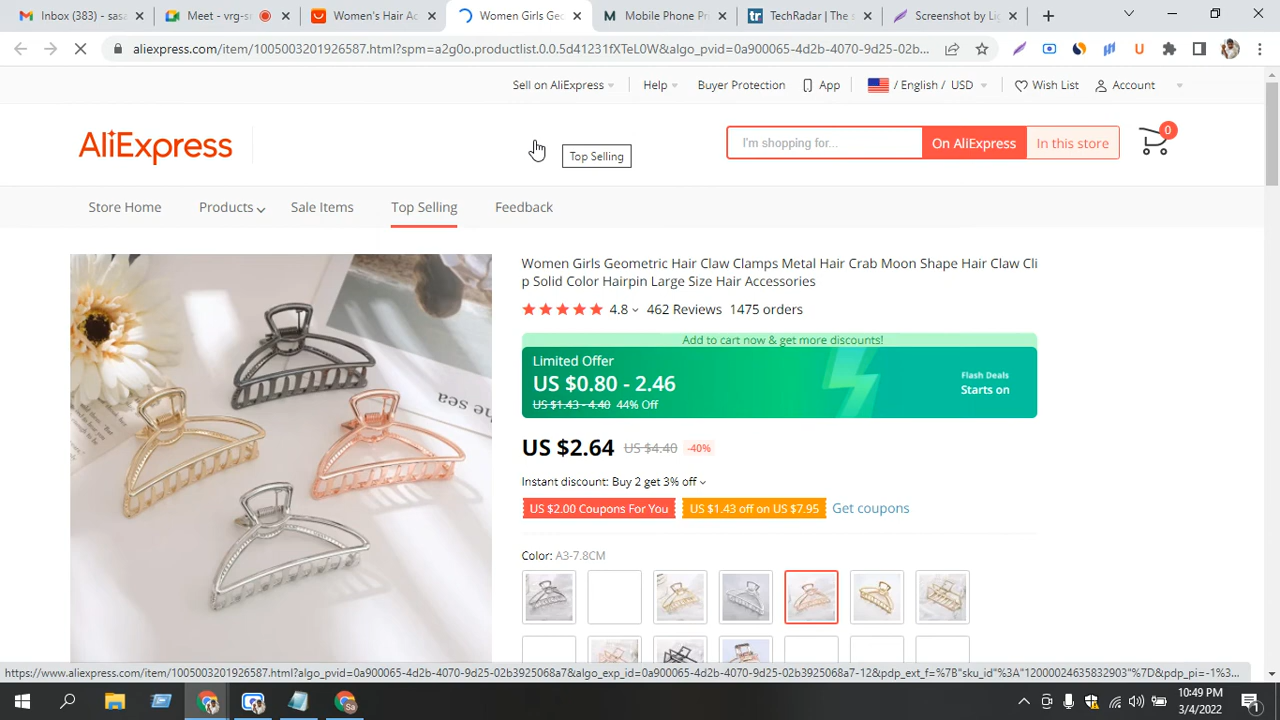 Inbox (383) - sasa
Meet - vrg-sr
Women's Hair Ac
Women Girls Geo
Mobile Phone Pri
TechRadar | The s
Screenshot by Lig
aliexpress.com/item/1005003201926587.html?spm=a2g0o.productlist.0.0.5d41231fXTeL0W&algo_pvid=0a900065-4d2b-4070-9d25-02b...
Sell on AliExpress
Help
Buyer Protection
App
/ English / USD
Wish List
Account
AliExpress
I'm shopping for...
On AliExpress
In this store
0
Top Selling
Store Home
Products
Sale Items
Top Selling
Feedback
Women Girls Geometric Hair Claw Clamps Metal Hair Crab Moon Shape Hair Claw Cli
p Solid Color Hairpin Large Size Hair Accessories
4.8 462 Reviews 1475 orders
Add to cart now & get more discounts!
Limited Offer
US $0.80 - 2.46
US $1.43 - 4.40 44% Off
Flash Deals
Starts on
the sea
US $2.64 US $4.40 -40%
Instant discount: Buy 2 get 3% off
US $2.00 Coupons For You
US $1.43 off on US $7.95
Get coupons
Color: A3-7.8CM
https://www.aliexpress.com/item/1005003201926587.html?algo_pvid=0a900065-4d2b-4070-9d25-02b3925068a7&algo_exp_id=0a900065-4d2b-4070-9d25-02b3925068a7-12&pdp_ext_f=%7B"sku_id"%3A"12000024635832903"%7D&pdp_pi=-1%3...
10:49 PM
3/4/2022
1